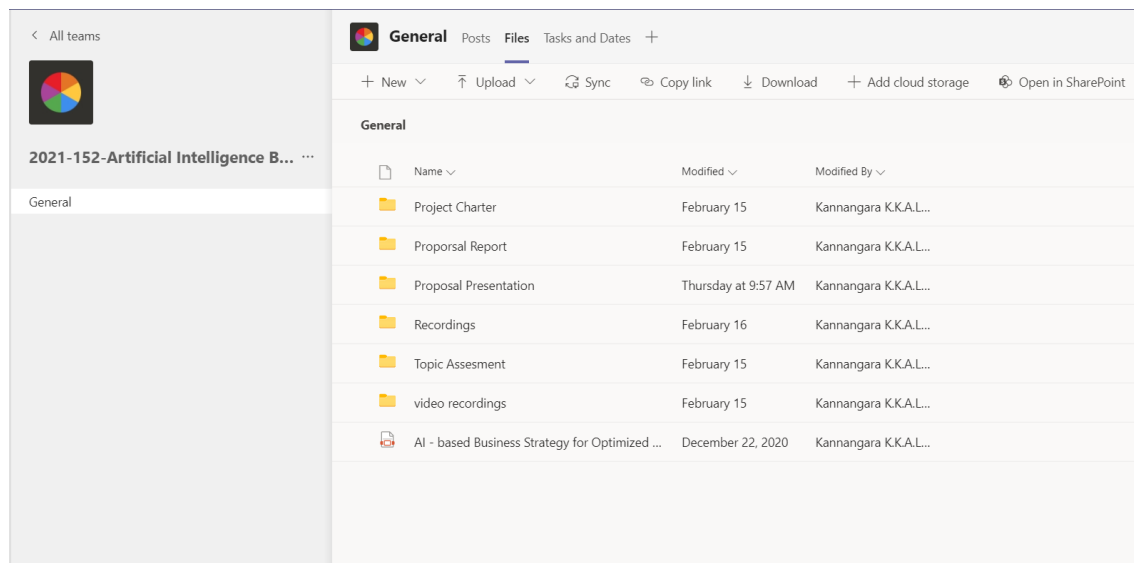 All teams
2021-152-Artificial Intelligence B... ...
General
General Posts Files Tasks and Dates
New Upload Sync Copy link Download Add cloud storage Open in SharePoint
General
Name Modified Modified By
Project Charter February 15 Kannangara K.K.A.L...
Proporsal Report February 15 Kannangara K.K.A.L...
Proposal Presentation Thursday at 9:57 AM Kannangara K.K.A.L...
Recordings February 16 Kannangara K.K.A.L...
Topic Assesment February 15 Kannangara K.K.A.L...
video recordings February 15 Kannangara K.K.A.L...
AI - based Business Strategy for Optimized ... December 22, 2020 Kannangara K.K.A.L...